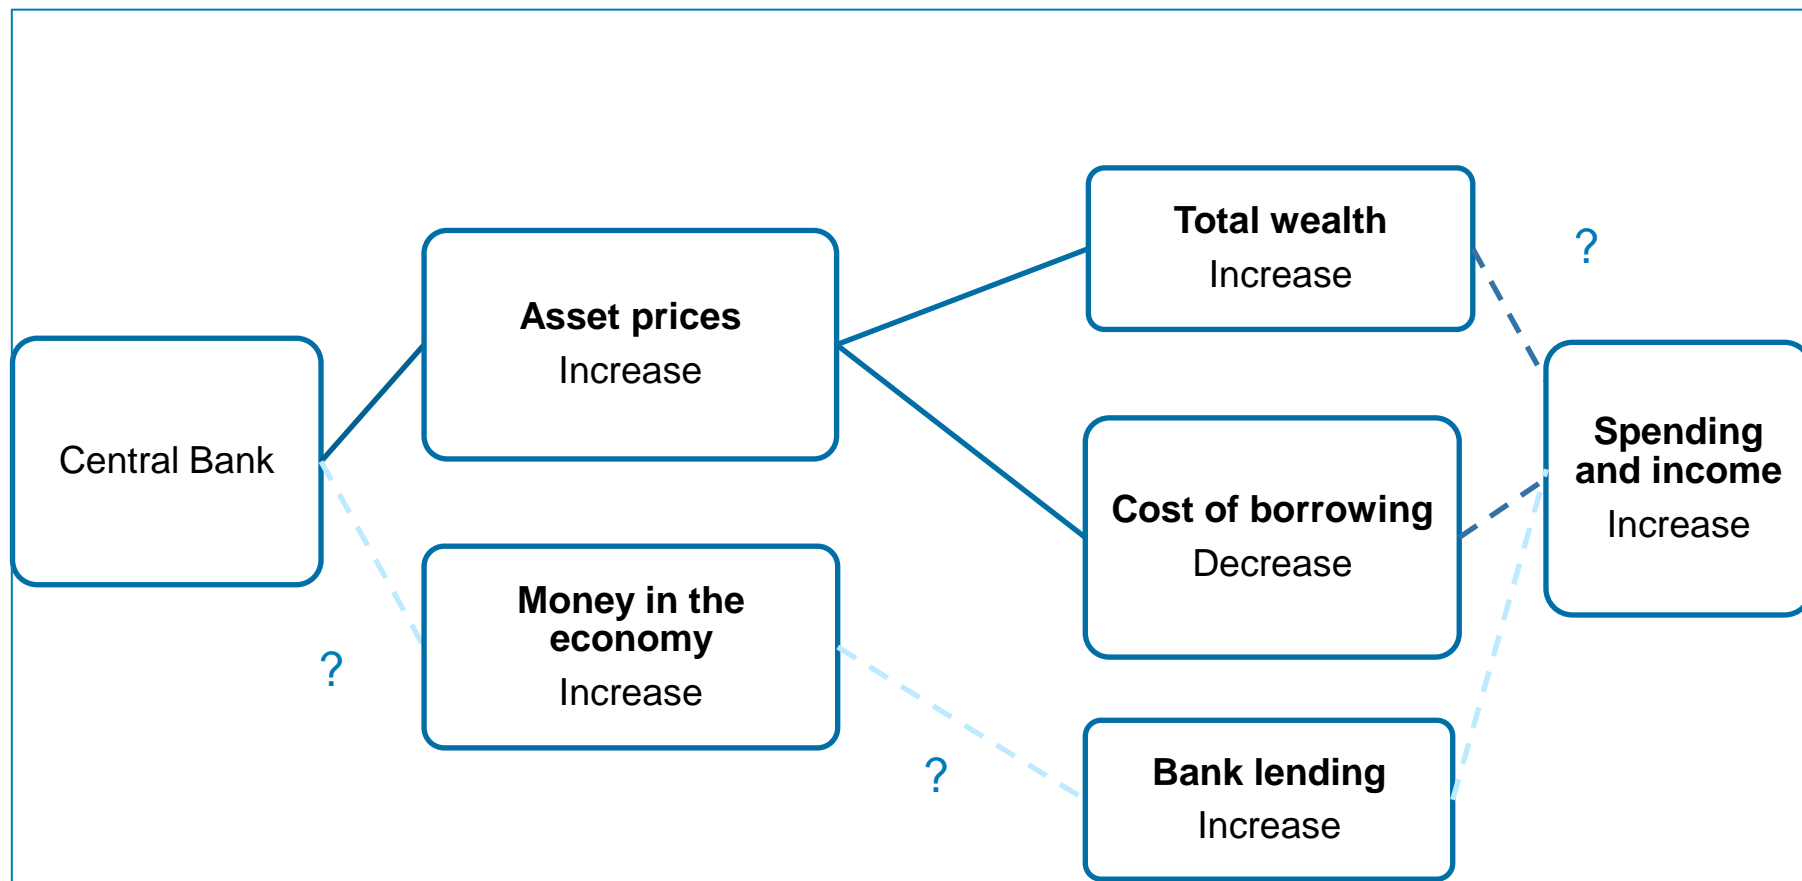 Central Bank
Asset prices
Increase
Money in the
economy
Increase
?
?
Total wealth
Increase
Cost of borrowing
Decrease
Bank lending
Increase
?
Spending
and income
Increase